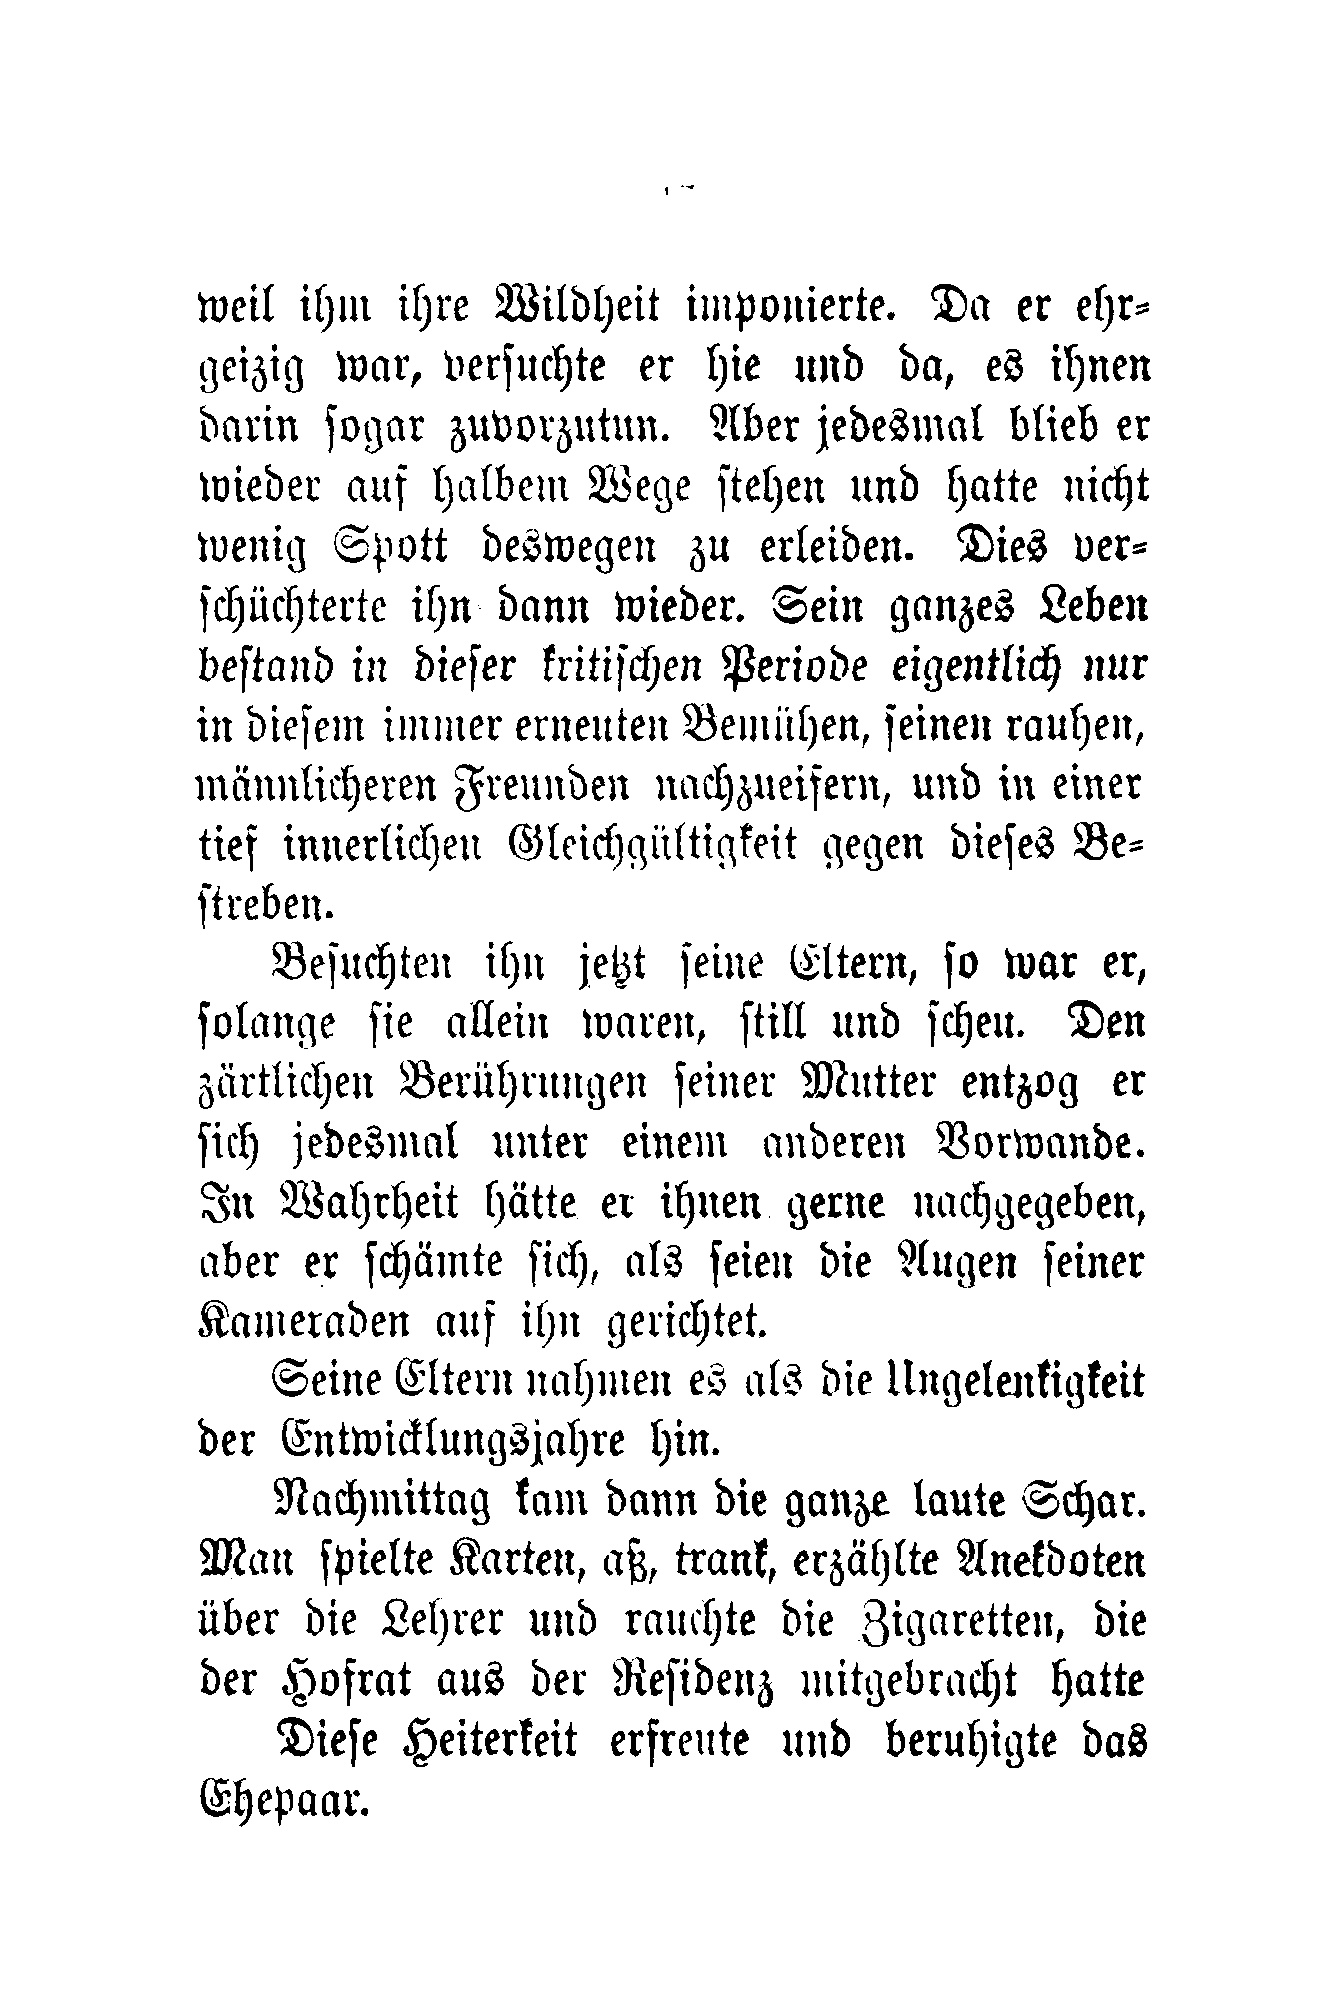 weil ihm ihre Wildheit imponierte. Da er ehr-
geizig war, versuchte er hie und da, es ihnen
darin sogar zuvorzutun. Aber jedesmal blieb er
wieder auf halbem Wege stehen und hatte nicht
wenig Spott deswegen zu erleiden. Dies ver-
schüchterte ihn dann wieder. Sein ganzes Leben
bestand in dieser kritischen Periode eigentlich nur
in diesem immer erneuten Bemühen, seinen rauhen,
männlicheren Freunden nachzueifern, und in einer
tief innerlichen Gleichgültigkeit gegen dieses Be-
streben.
Besuchten ihn jetzt seine Eltern, so war er,
solange sie allein waren, still und scheu. Den
zärtlichen Berührungen seiner Mutter entzog er
sich jedesmal unter einem anderen Vorwande.
In Wahrheit hätte er ihnen gerne nachgegeben,
aber er schämte sich, als seien die Augen seiner
Kameraden auf ihn gerichtet.
Seine Eltern nahmen es als die Ungelenkigkeit
der Entwicklungsjahre hin.
Nachmittag kam dann die ganze laute Schar.
Man spielte Karten, aß, trank, erzählte Anekdoten
über die Lehrer und rauchte die Zigaretten, die
der Hofrat aus der Residenz mitgebracht hatte
Diese Heiterkeit erfreute und beruhigte das
Ehepaar.